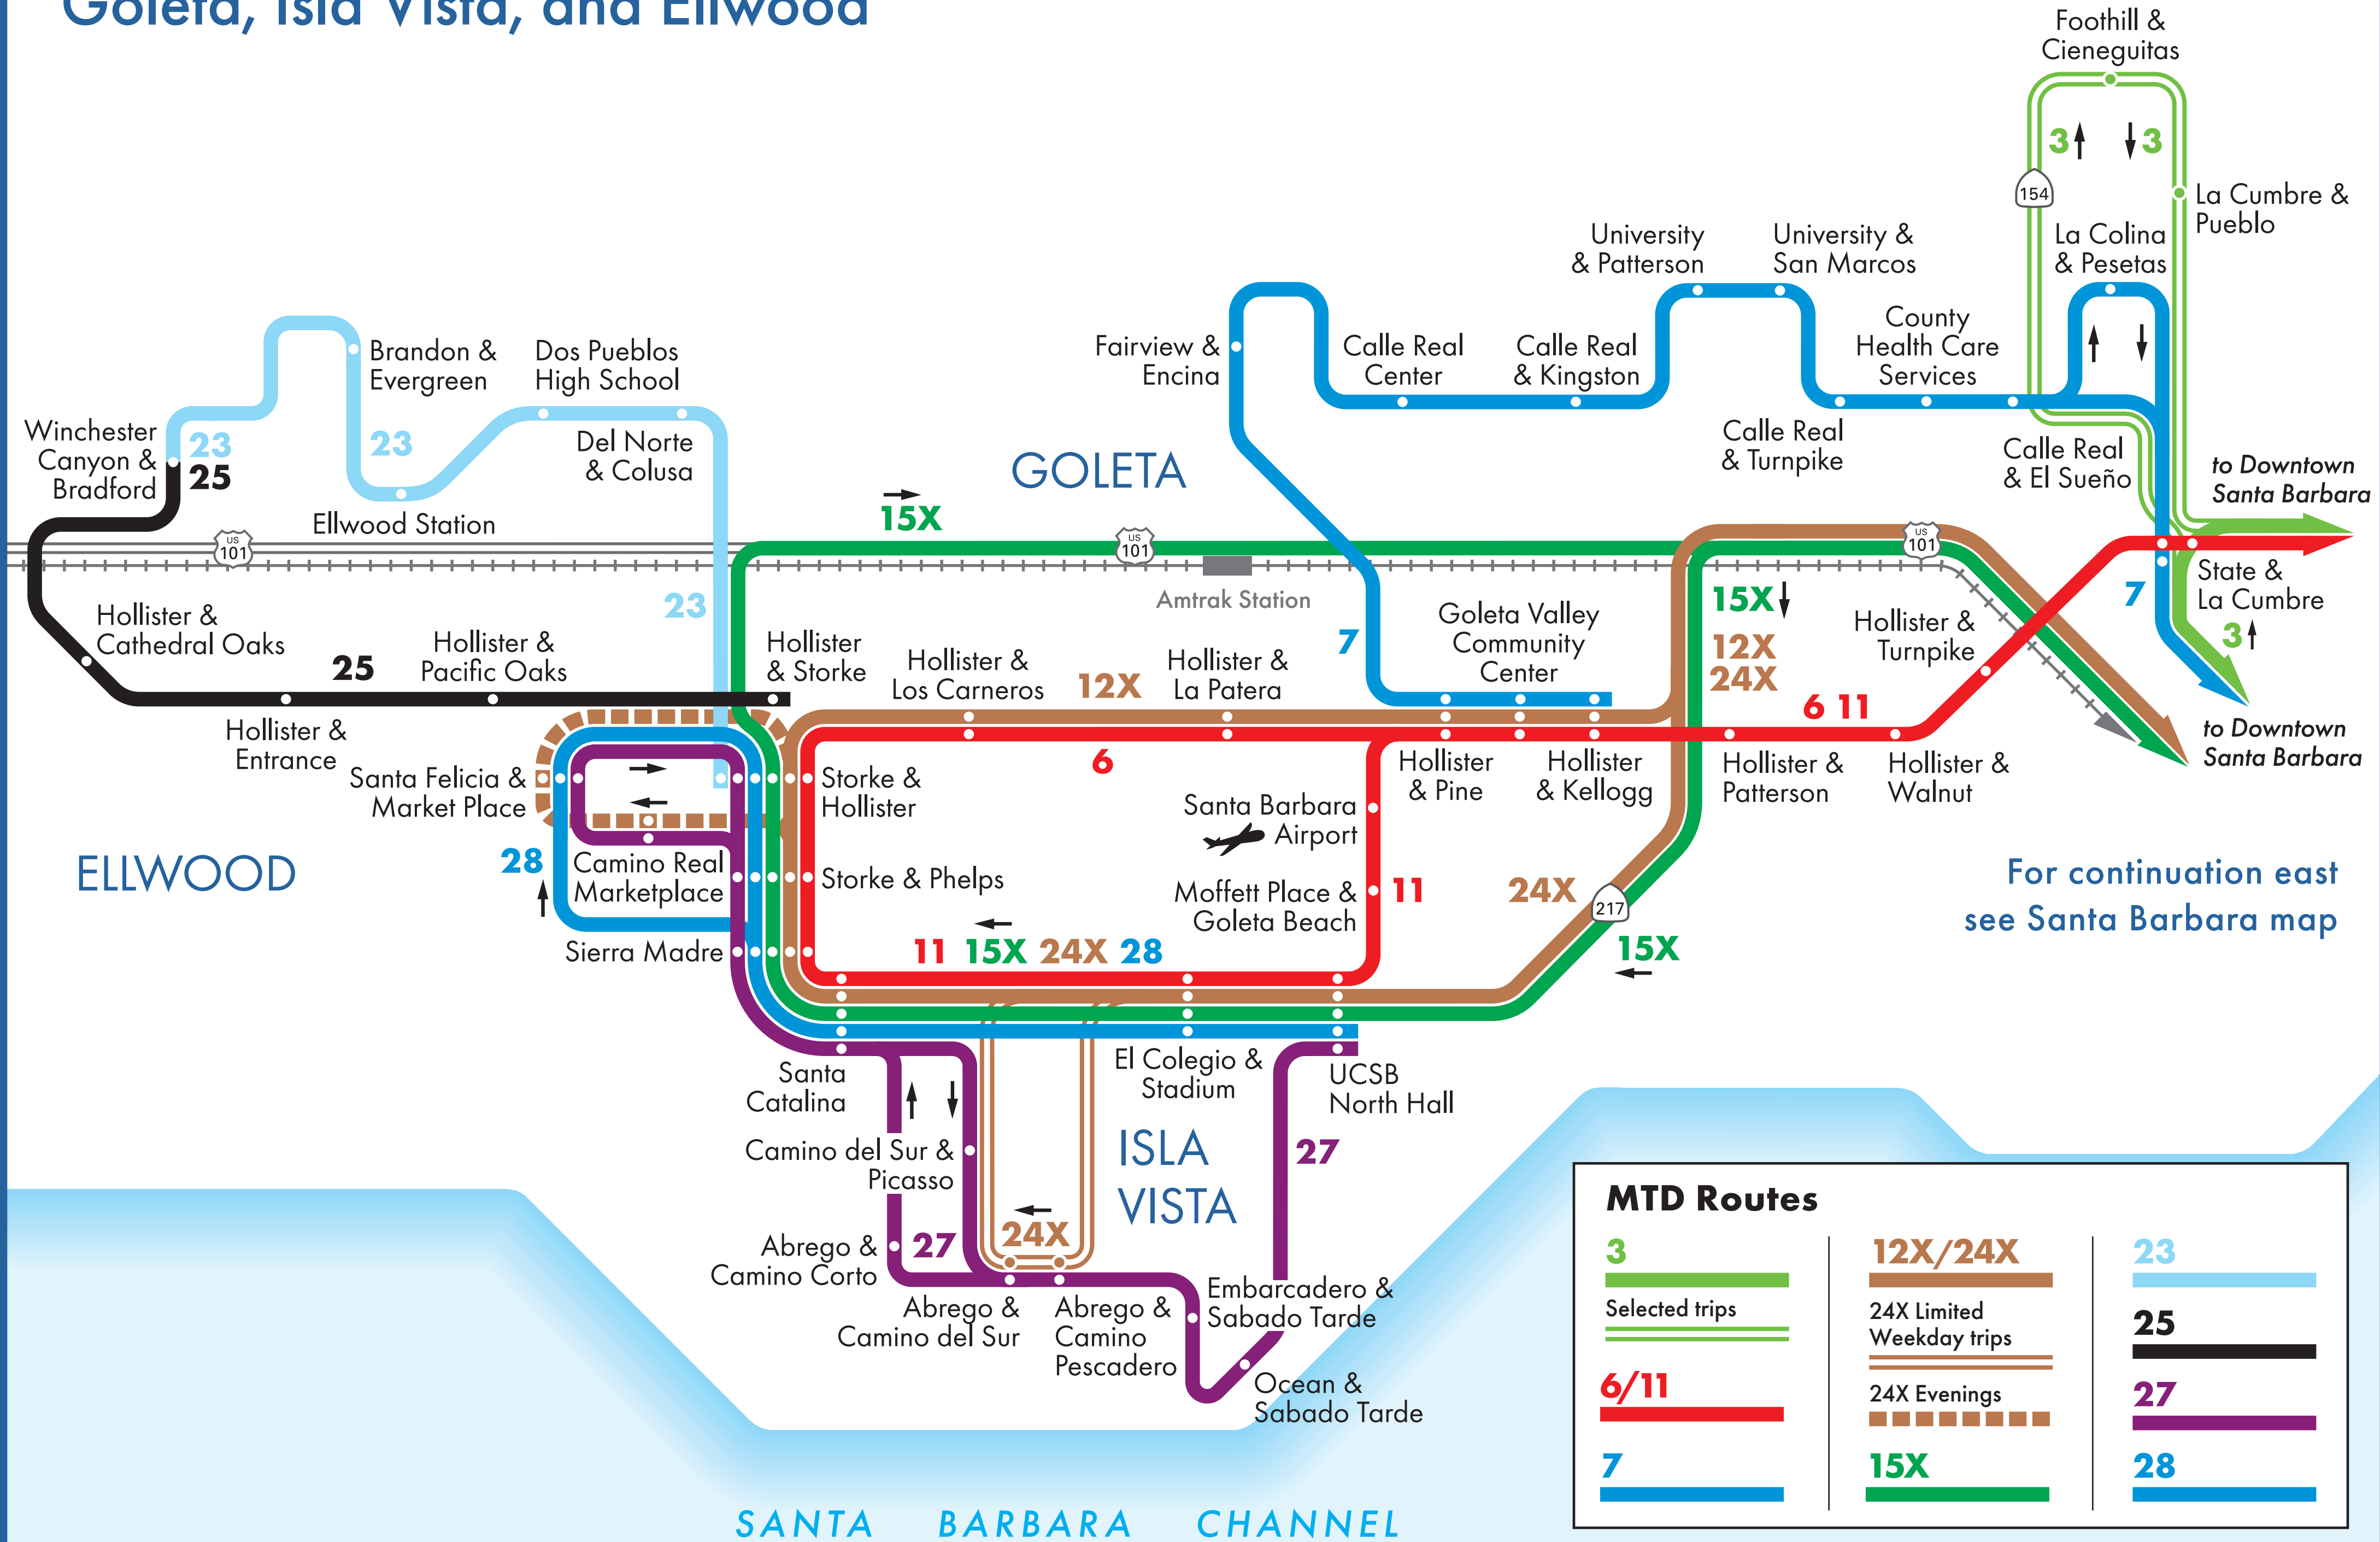 Goleta, Isla Vista, and Ellwood
Foothill &
Cieneguitas
3
3
154
La Cumbre &
Pueblo
University
& Patterson
University &
San Marcos
La Colina
& Pesetas
County
Health Care
Services
Fairview &
Encina
Calle Real
Center
Calle Real
& Kingston
Brandon &
Evergreen
Dos Pueblos
High School
Winchester
Canyon &
Bradford
23
25
23
Del Norte
& Colusa
GOLETA
Calle Real
& Turnpike
Calle Real
& El Sueño
to Downtown
Santa Barbara
Ellwood Station
15X
US
101
US
101
US
101
Amtrak Station
State &
La Cumbre
7
3
23
15X
12X
24X
Hollister &
Turnpike
Goleta Valley
Community
Center
7
Hollister &
Cathedral Oaks
25
Hollister &
Pacific Oaks
Hollister
& Storke
Hollister &
Los Carneros
12X
Hollister &
La Patera
6 11
to Downtown
Santa Barbara
Hollister &
Entrance
Santa Felicia &
Market Place
Storke &
Hollister
6
Hollister
& Pine
Hollister
& Kellogg
Hollister &
Patterson
Hollister &
Walnut
Santa Barbara
Airport
ELLWOOD
28
Camino Real
Marketplace
Storke & Phelps
Moffett Place &
Goleta Beach
11
24X
217
15X
For continuation east
see Santa Barbara map
Sierra Madre
11 15X 24X 28
Santa
Catalina
El Colegio &
Stadium
UCSB
North Hall
Camino del Sur &
Picasso
ISLA
VISTA
27
Abrego &
Camino Corto
27
24X
Abrego &
Camino del Sur
Abrego &
Camino
Pescadero
Embarcadero &
Sabado Tarde
Ocean &
Sabado Tarde
SANTA BARBARA CHANNEL
MTD Routes
3
Selected trips
6/11
7
12X/24X
24X Limited
Weekday trips
24X Evenings
15X
23
25
27
28